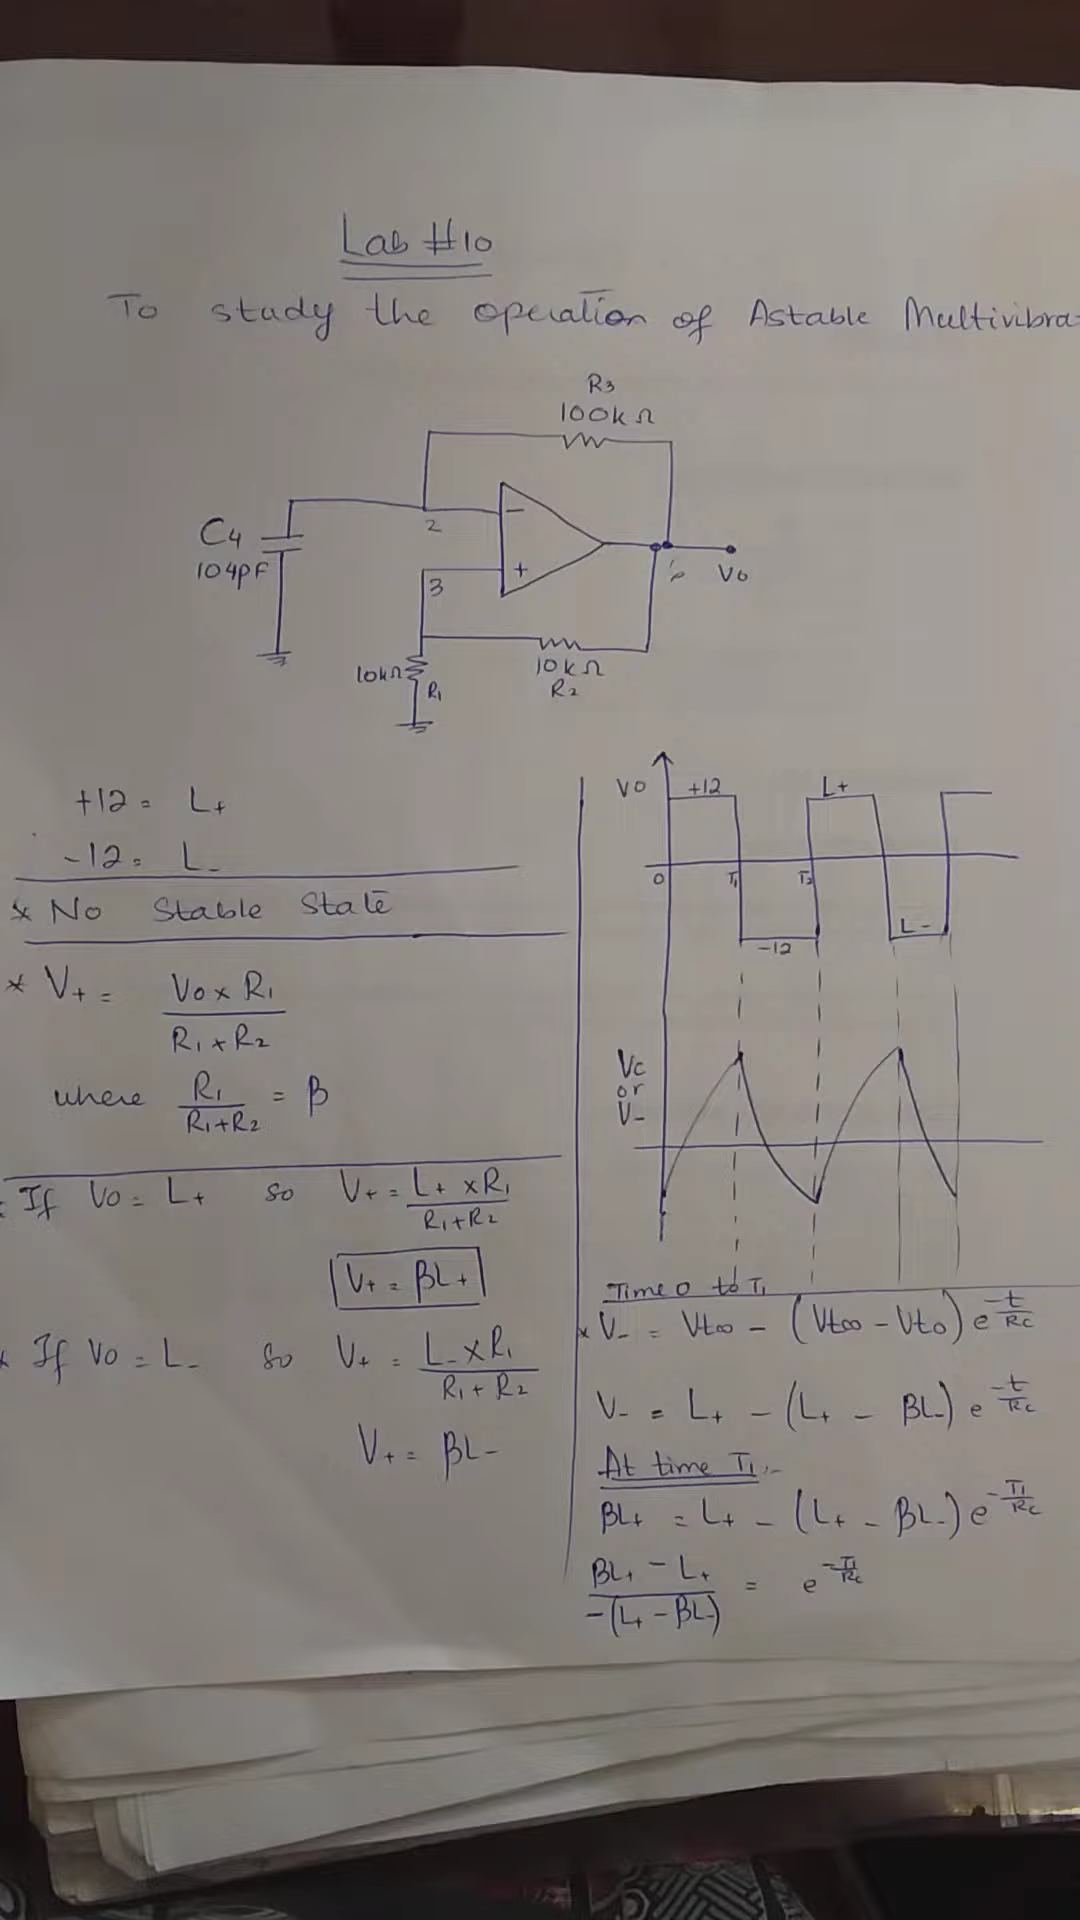 Lab #10
To study the operation of Astable Multivibra
R3
100kΩ
C4
104pF
2
−
+
3
Vo
10kΩ
R1
10kΩ
R2
+12 = L+
-12 = L-
* No Stable State
* V+ = Vo x R1 / R1 + R2
where R1 / R1+R2 = β
If Vo = L+ so V+ = L+ x R1 / R1+R2
V+ = βL+
* If Vo = L- so V+ = L- x R1 / R1 + R2
V+ = βL-
Vo
+12
L+
0
T1
T2
-12
L-
Vc
or
V-
Time 0 to T1
* V- = Vt∞ - (Vt∞ - Vto) e^(-t/RC)
V- = L+ - (L+ - βL-) e^(-t/RC)
At time T1:-
βL+ = L+ - (L+ - βL-) e^(-T1/RC)
βL+ - L+ / -(L+ - βL-) = e^(-T1/RC)